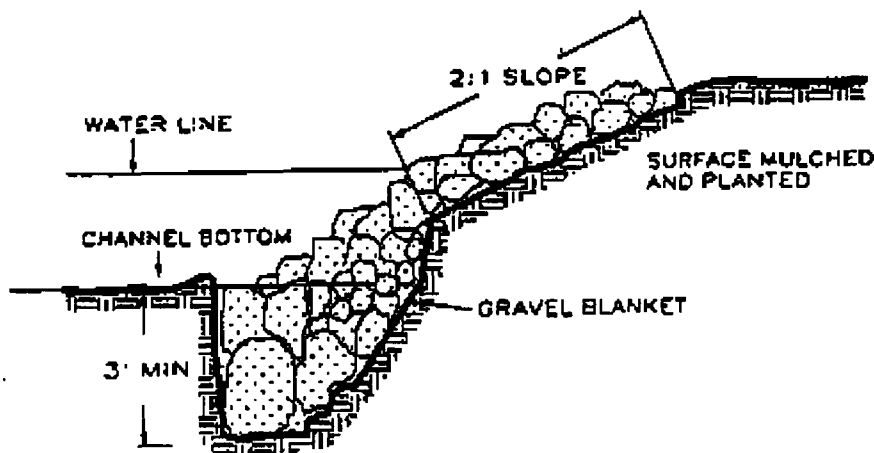 2:1 SLOPE
WATER LINE
SURFACE MULCHED
AND PLANTED
CHANNEL BOTTOM
GRAVEL BLANKET
3' MIN